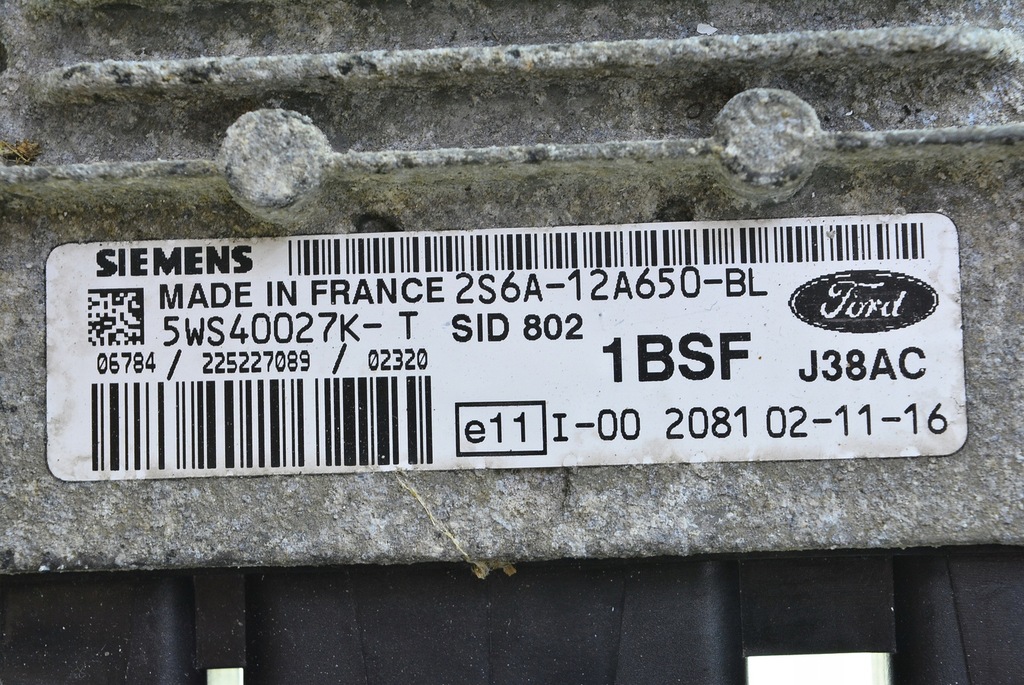 SIEMENS
MADE IN FRANCE 2S6A-12A650-BL
Ford
5WS40027K- T SID 802
06784 / 225227089 / 02320
1BSF J38AC
e11 I-00 2081 02-11-16